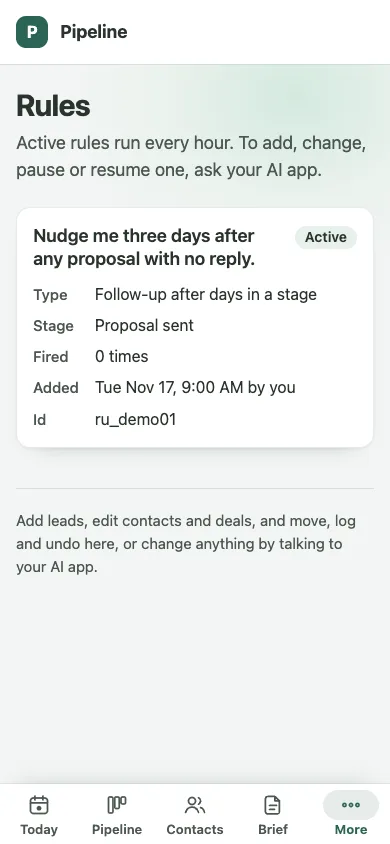 P Pipeline
Rules
Active rules run every hour. To add, change,
pause or resume one, ask your AI app.
Nudge me three days after
any proposal with no reply.
Active
Type Follow-up after days in a stage
Stage Proposal sent
Fired 0 times
Added Tue Nov 17, 9:00 AM by you
Id ru_demo01
Add leads, edit contacts and deals, and move, log
and undo here, or change anything by talking to
your AI app.
Today Pipeline Contacts Brief More